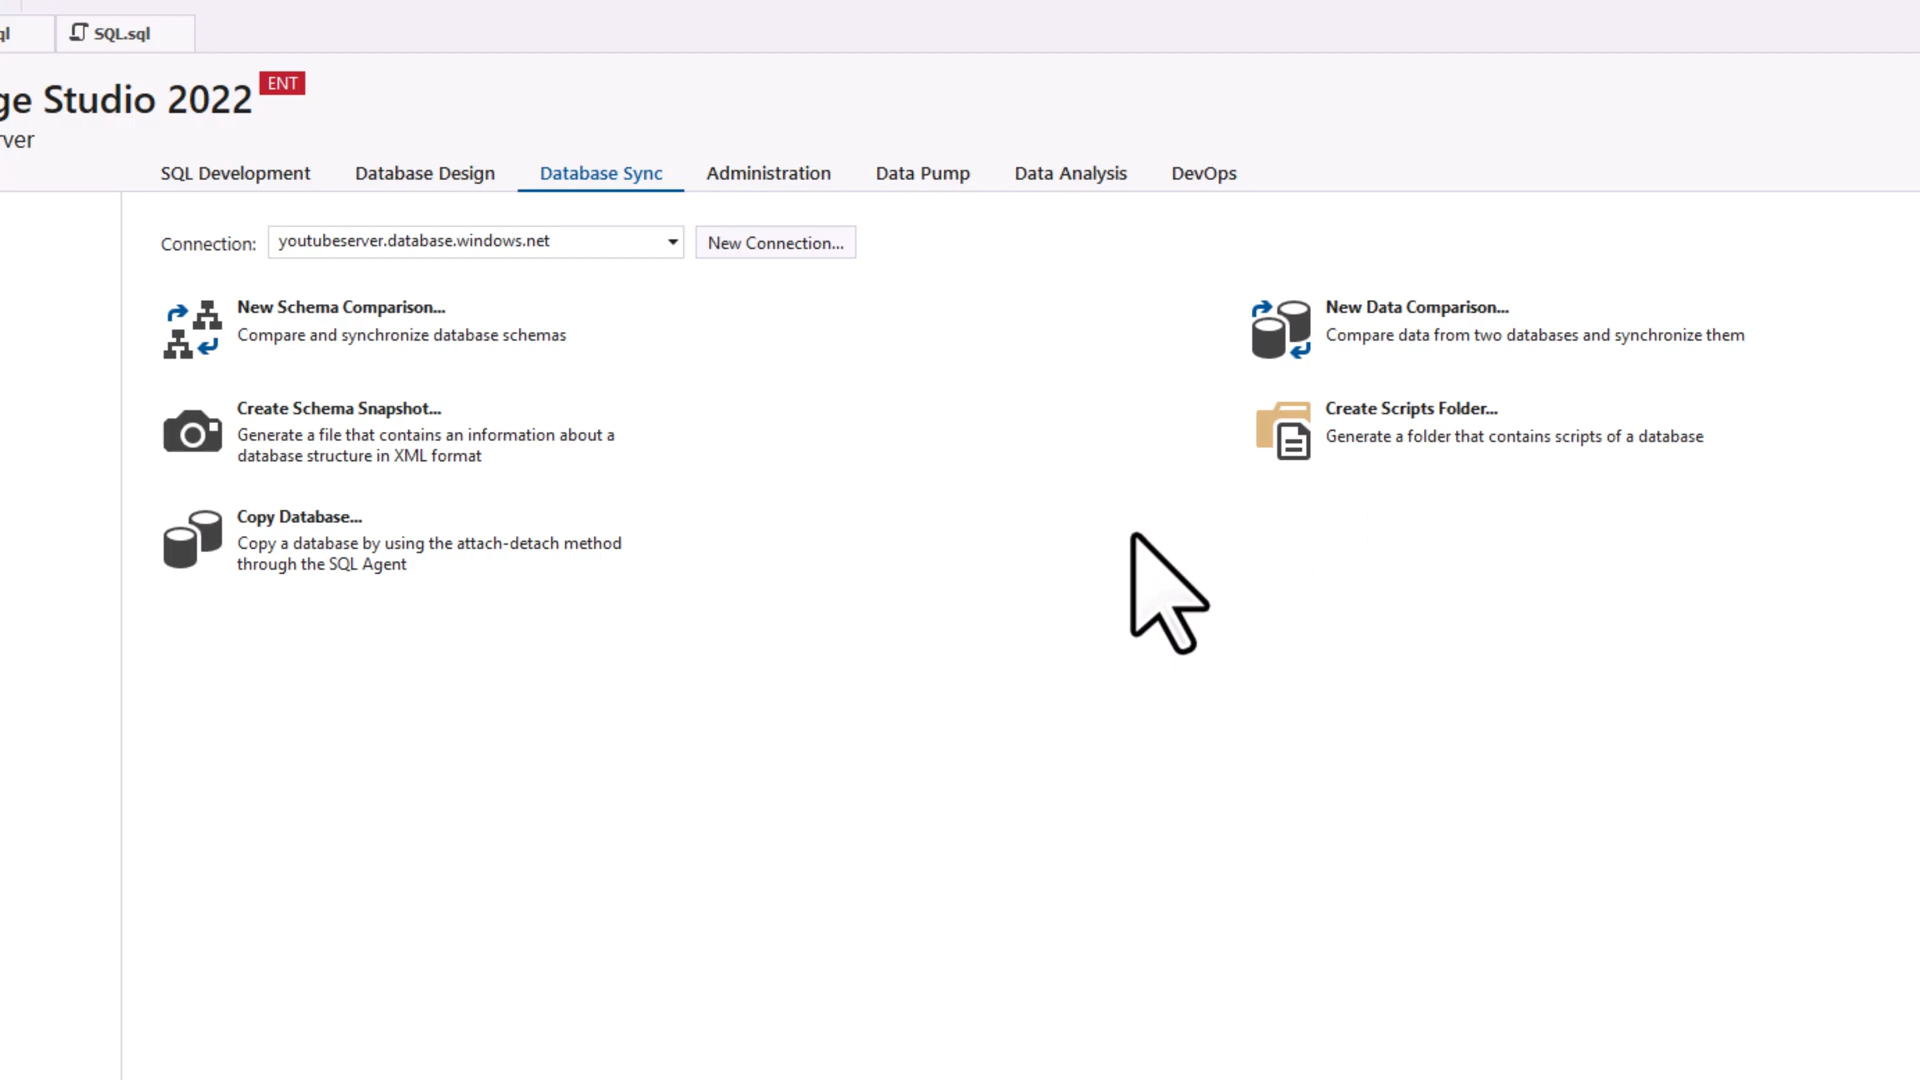 ql
SQL.sql
ge Studio 2022
ENT
rver
SQL Development
Database Design
Database Sync
Administration
Data Pump
Data Analysis
DevOps
Connection:
youtubeserver.database.windows.net
New Connection...
New Schema Comparison...
Compare and synchronize database schemas
New Data Comparison...
Compare data from two databases and synchronize them
Create Schema Snapshot...
Generate a file that contains an information about a
database structure in XML format
Create Scripts Folder...
Generate a folder that contains scripts of a database
Copy Database...
Copy a database by using the attach-detach method
through the SQL Agent